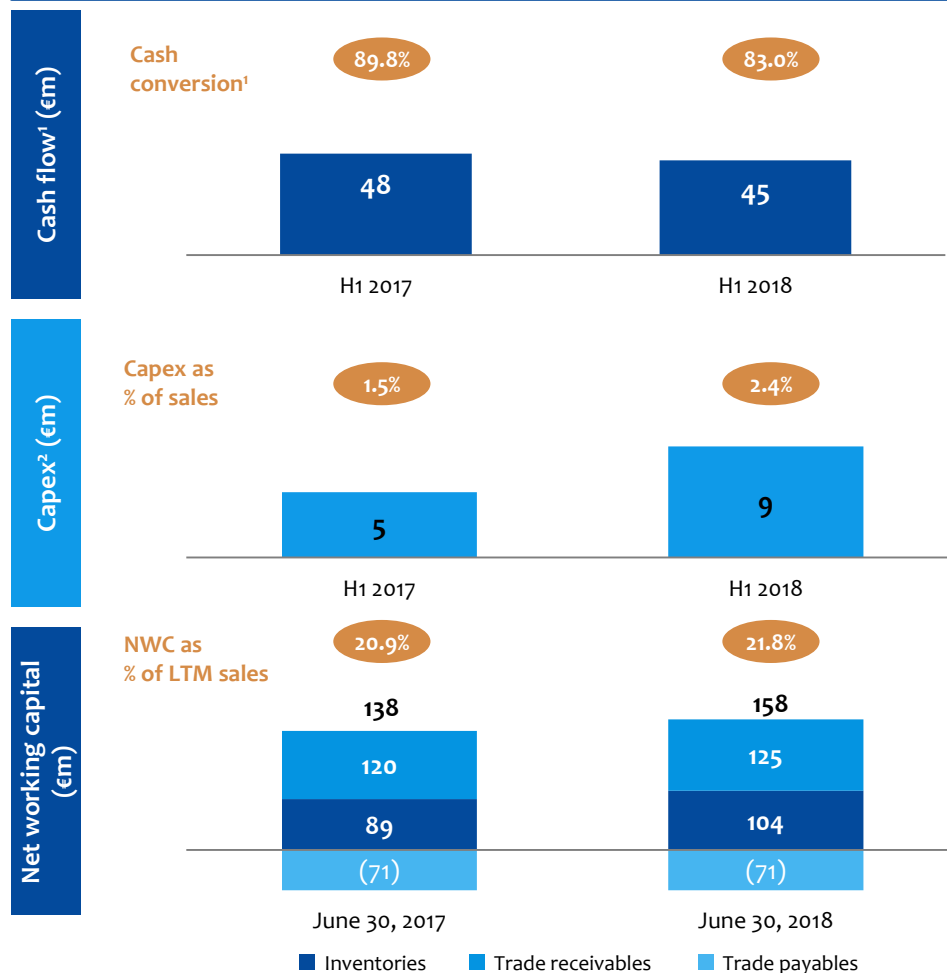 Cash flow¹ (€m)
Cash
conversion¹
89.8%
83.0%
48
45
H1 2017
H1 2018
Capex² (€m)
Capex as
% of sales
1.5%
2.4%
5
9
H1 2017
H1 2018
Net working capital
(€m)
NWC as
% of LTM sales
20.9%
21.8%
138
158
120
125
89
104
(71)
(71)
June 30, 2017
June 30, 2018
Inventories
Trade receivables
Trade payables